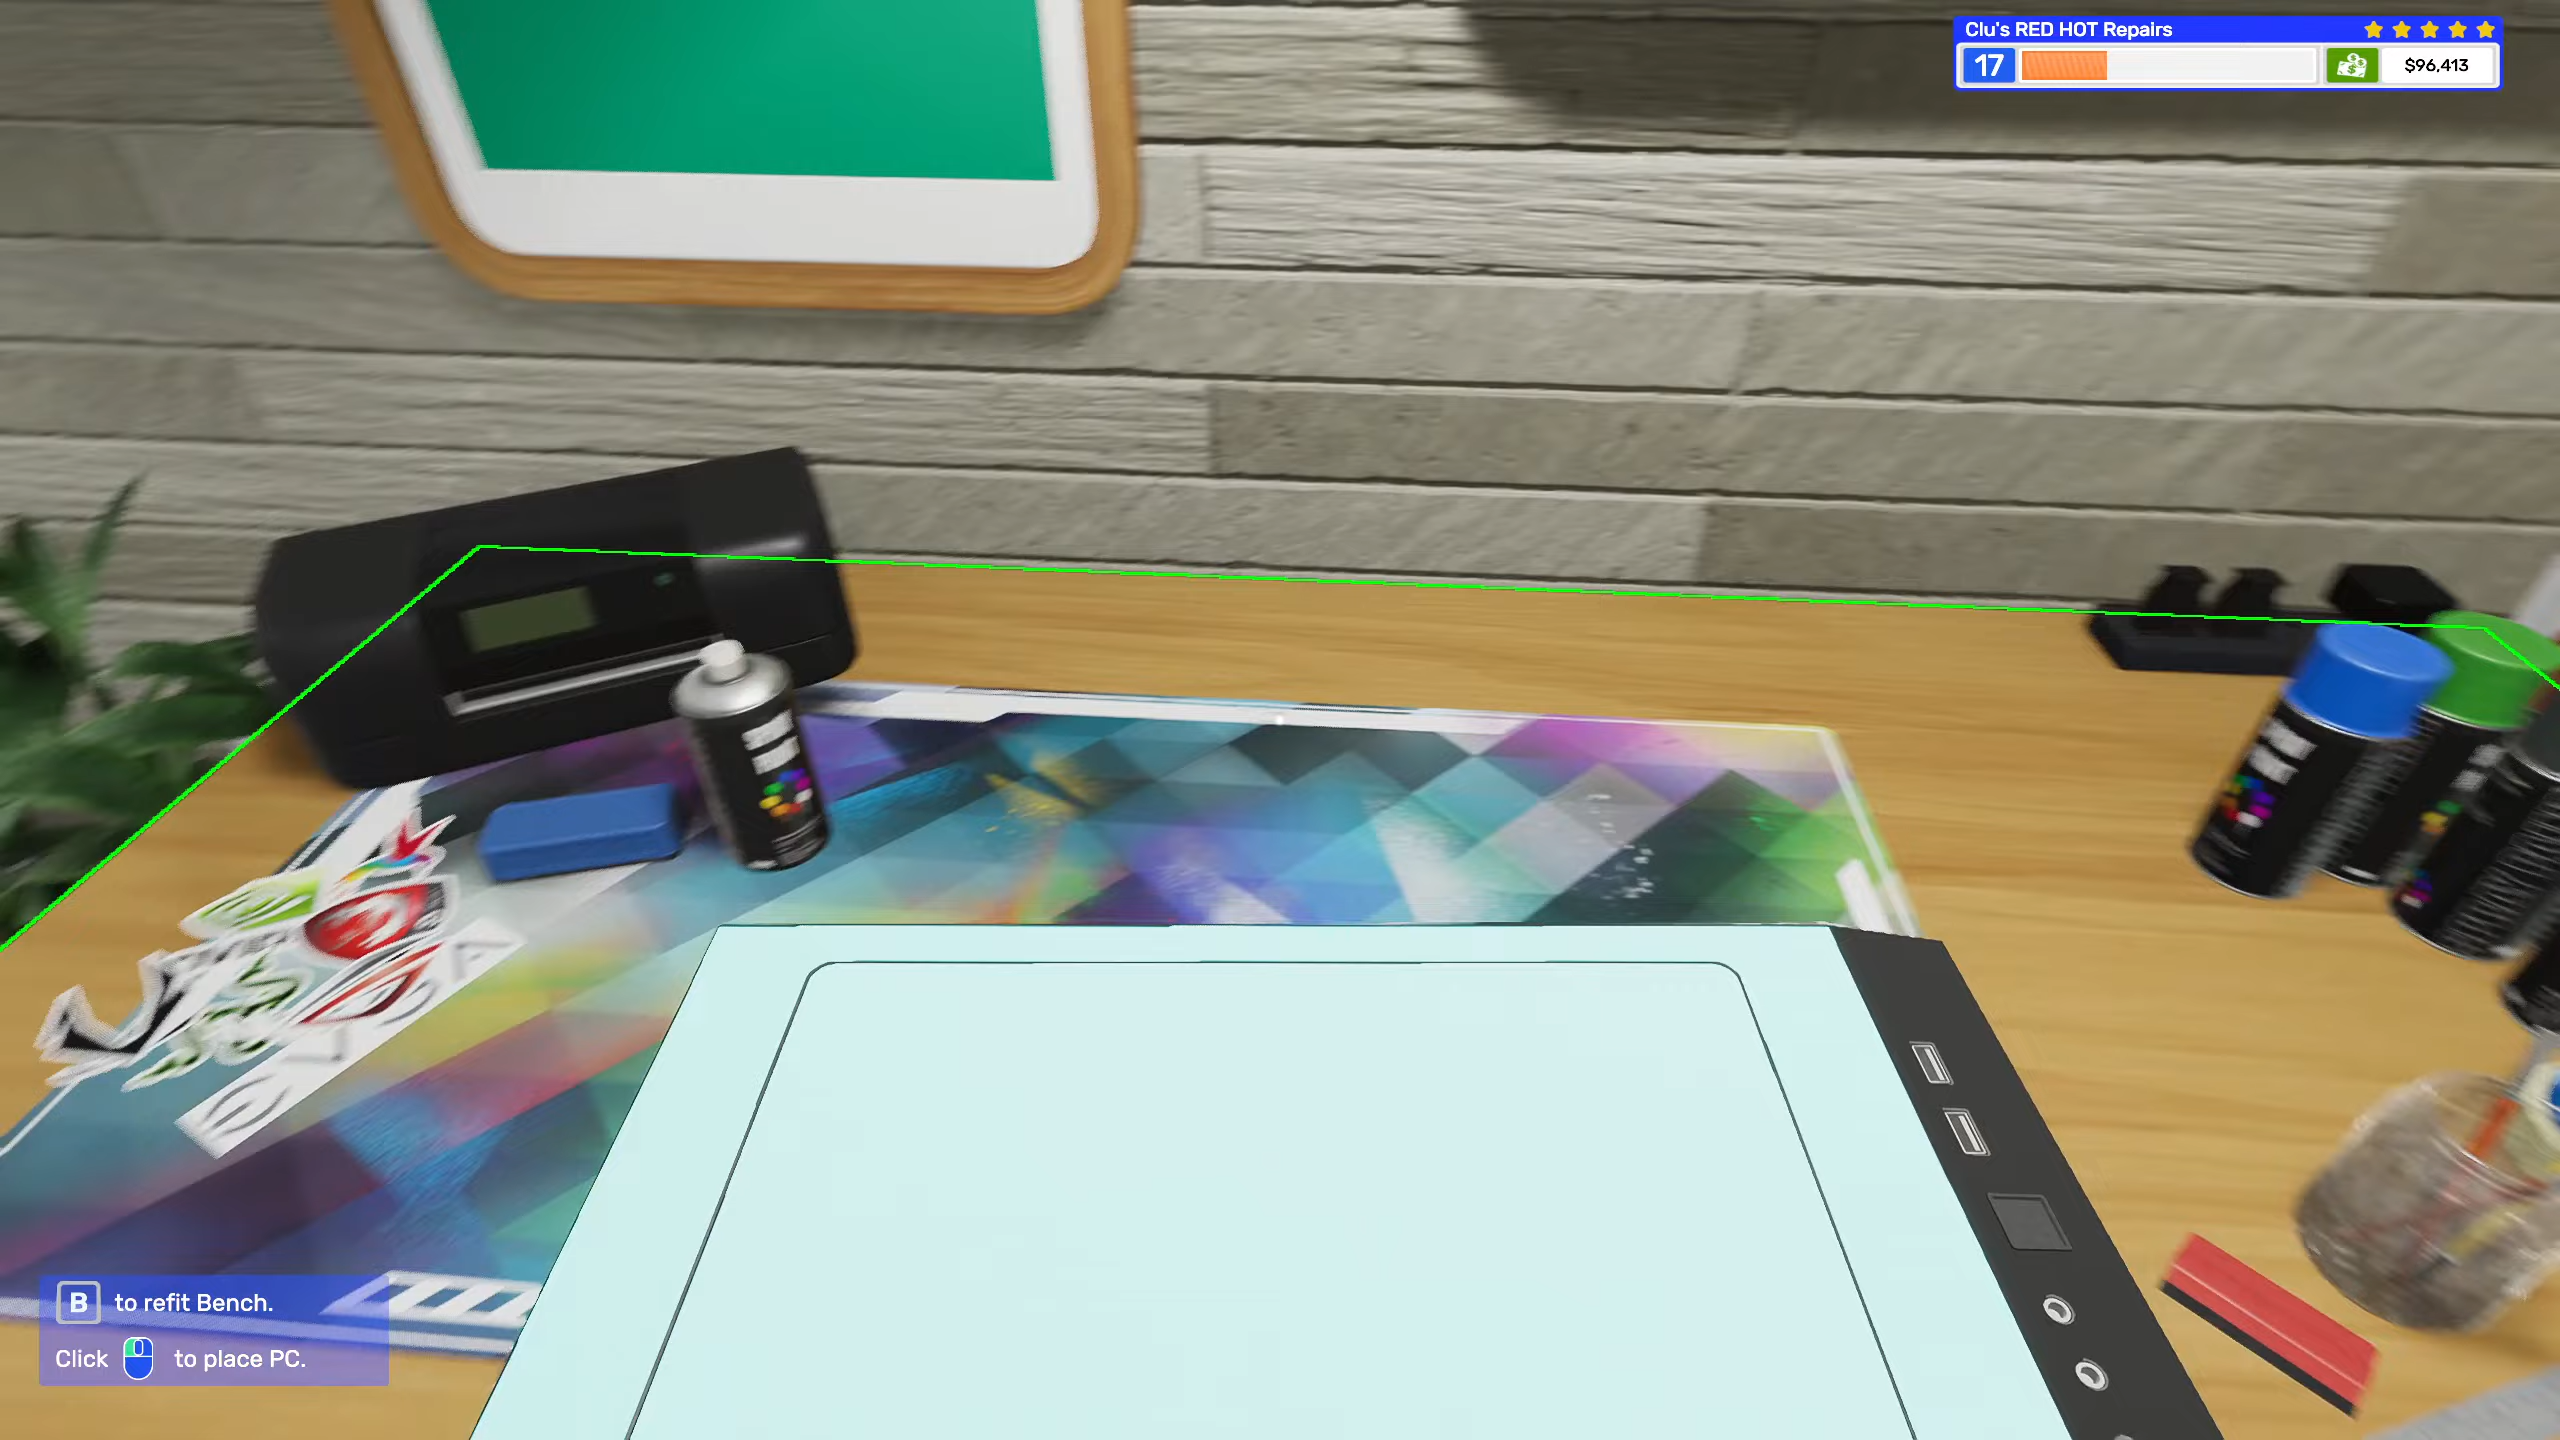 Clu's RED HOT Repairs
17
$96,413
B to refit Bench.
Click to place PC.